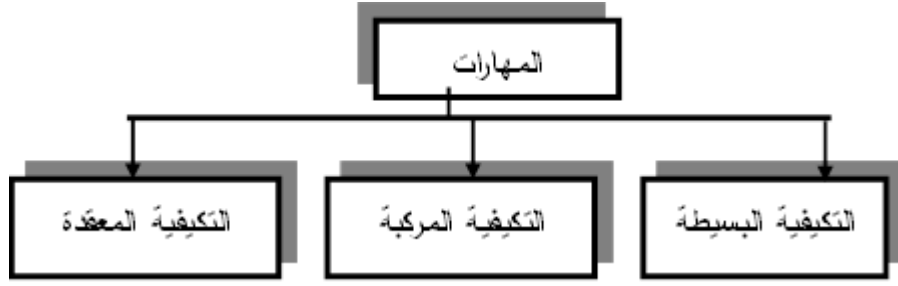 المهارات
التكيفية البسيطة
التكيفية المركبة
التكيفية المعقدة